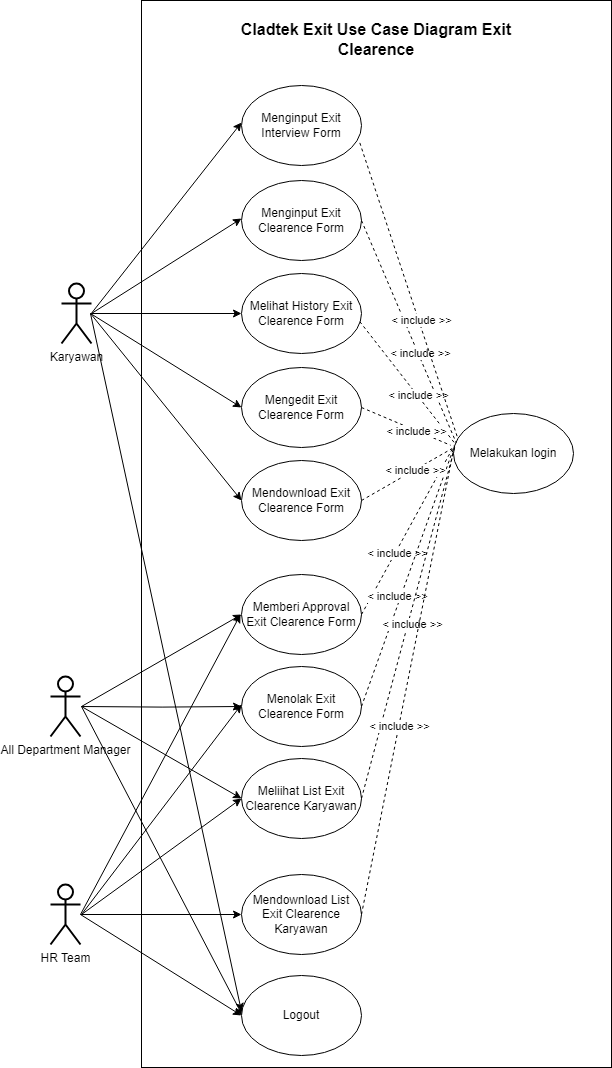 Cladtek Exit Use Case Diagram Exit
Clearence
Menginput Exit
Interview Form
Menginput Exit
Clearence Form
Melihat History Exit
Clearence Form
< include >>
< include >>
Karyawan
Mengedit Exit
Clearence Form
< include >>
< include >>
Melakukan login
Mendownload Exit
Clearence Form
< include >>
< include >>
Memberi Approval
Exit Clearence Form
< include >>
< include >>
Menolak Exit
Clearence Form
< include >>
All Department Manager
Meliihat List Exit
Clearence Karyawan
Mendownload List
Exit Clearence
Karyawan
HR Team
Logout